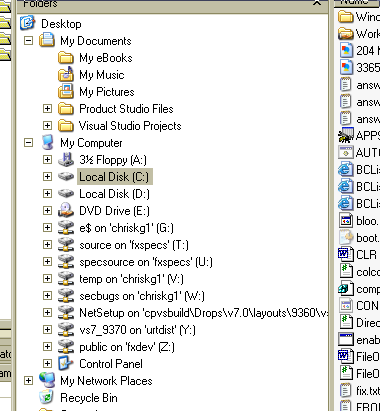 Folders
Name
Desktop
My Documents
My eBooks
My Music
My Pictures
Product Studio Files
Visual Studio Projects
My Computer
3½ Floppy (A:)
Local Disk (C:)
Local Disk (D:)
DVD Drive (E:)
e$ on 'chriskg1' (G:)
source on 'fxspecs' (T:)
specsource on 'fxspecs' (U:)
temp on 'chriskg1' (V:)
secbugs on 'chriskg1' (W:)
NetSetup on 'cpvsbuild\Drops\v7.0\layouts\9360\v
vs7_9370 on 'urtdist' (Y:)
public on 'fxdev' (Z:)
Control Panel
My Network Places
Recycle Bin
Wind
Work
204 M
3365
answ
answ
answ
APPS
AUTO
BCLis
BCLis
BCLis
bloo.
boot.
CLR
colco
comp
CON
Direc
enab
FileO
FileO
fix.txt
FROM